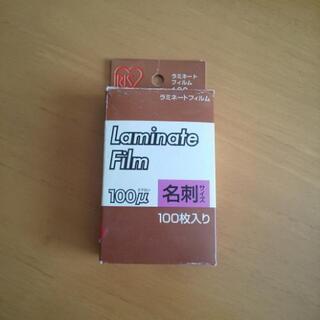 IRIS
ラミネート
フィルム
100
ラミネートフィルム
Laminate
Film
100μ
名刺サイズ
100枚入り